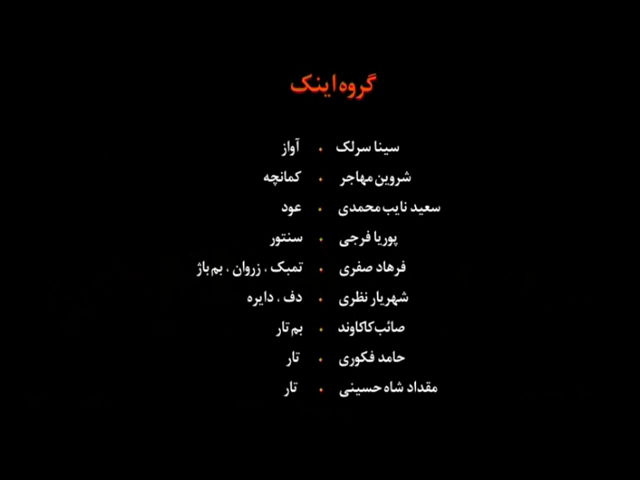 گروه اینک
سینا سرلک • آواز
شروین مهاجر • کمانچه
سعید نایب محمدی • عود
پوریا فرجی • سنتور
فرهاد صفری • تمبک ، زروان ، بم باژ
شهریار نظری • دف ، دایره
صائب کاکاوند • بم تار
حامد فکوری • تار
مقداد شاه حسینی • تار